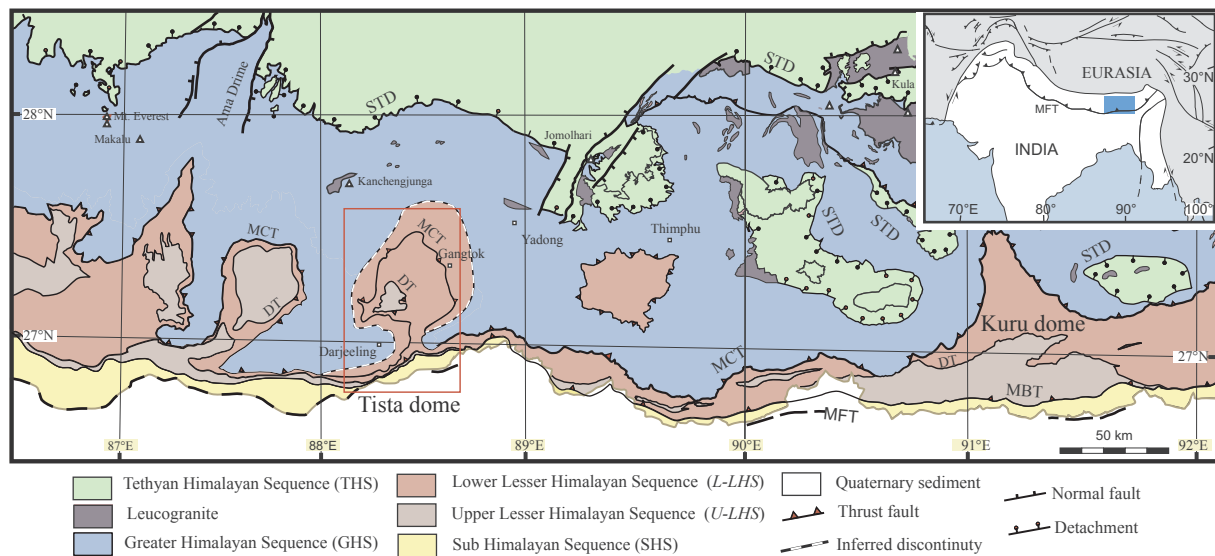 STD
EURASIA
30°N
Kula
28°N
Ama Drime
STD
MFT
Mt. Everest
Makalu
Jomolhari
INDIA
20°N
Kanchengjunga
70°E 80° 90° 100°
MCT
MCT
Yadong
Thimphu
STD
STD
Gangtok
STD
DT
DT
27°N
Kuru dome
Darjeeling
MCT
DT
27°N
Tista dome
MBT
MFT
50 km
87°E 88°E 89°E 90°E 91°E 92°E
Tethyan Himalayan Sequence (THS)
Lower Lesser Himalayan Sequence (L-LHS)
Quaternary sediment
Normal fault
Leucogranite
Upper Lesser Himalayan Sequence (U-LHS)
Thrust fault
Detachment
Greater Himalayan Sequence (GHS)
Sub Himalayan Sequence (SHS)
Inferred discontinuty